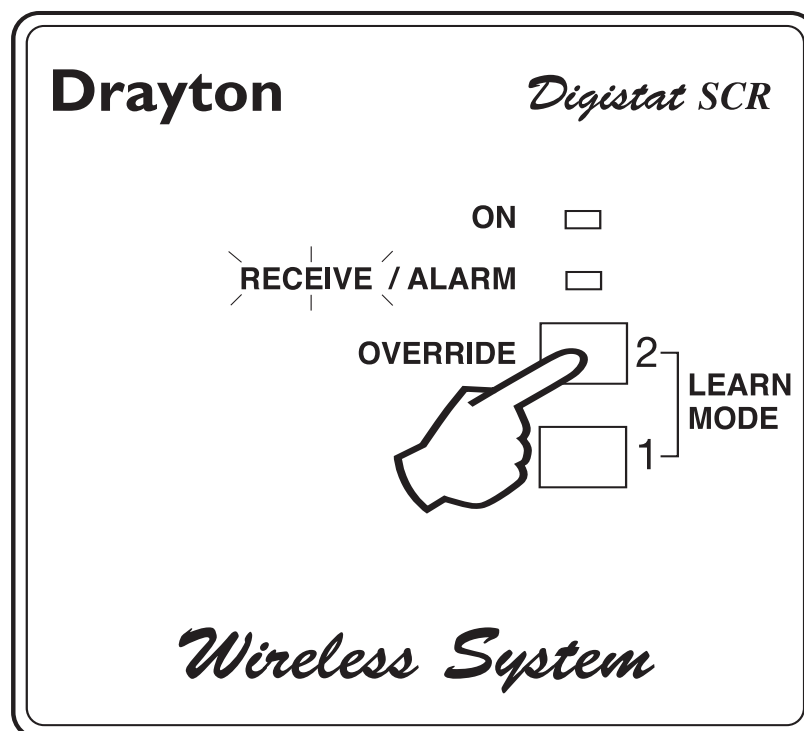 Drayton Digistat SCR
ON
RECEIVE / ALARM
OVERRIDE 2
LEARN
MODE
1
Wireless System